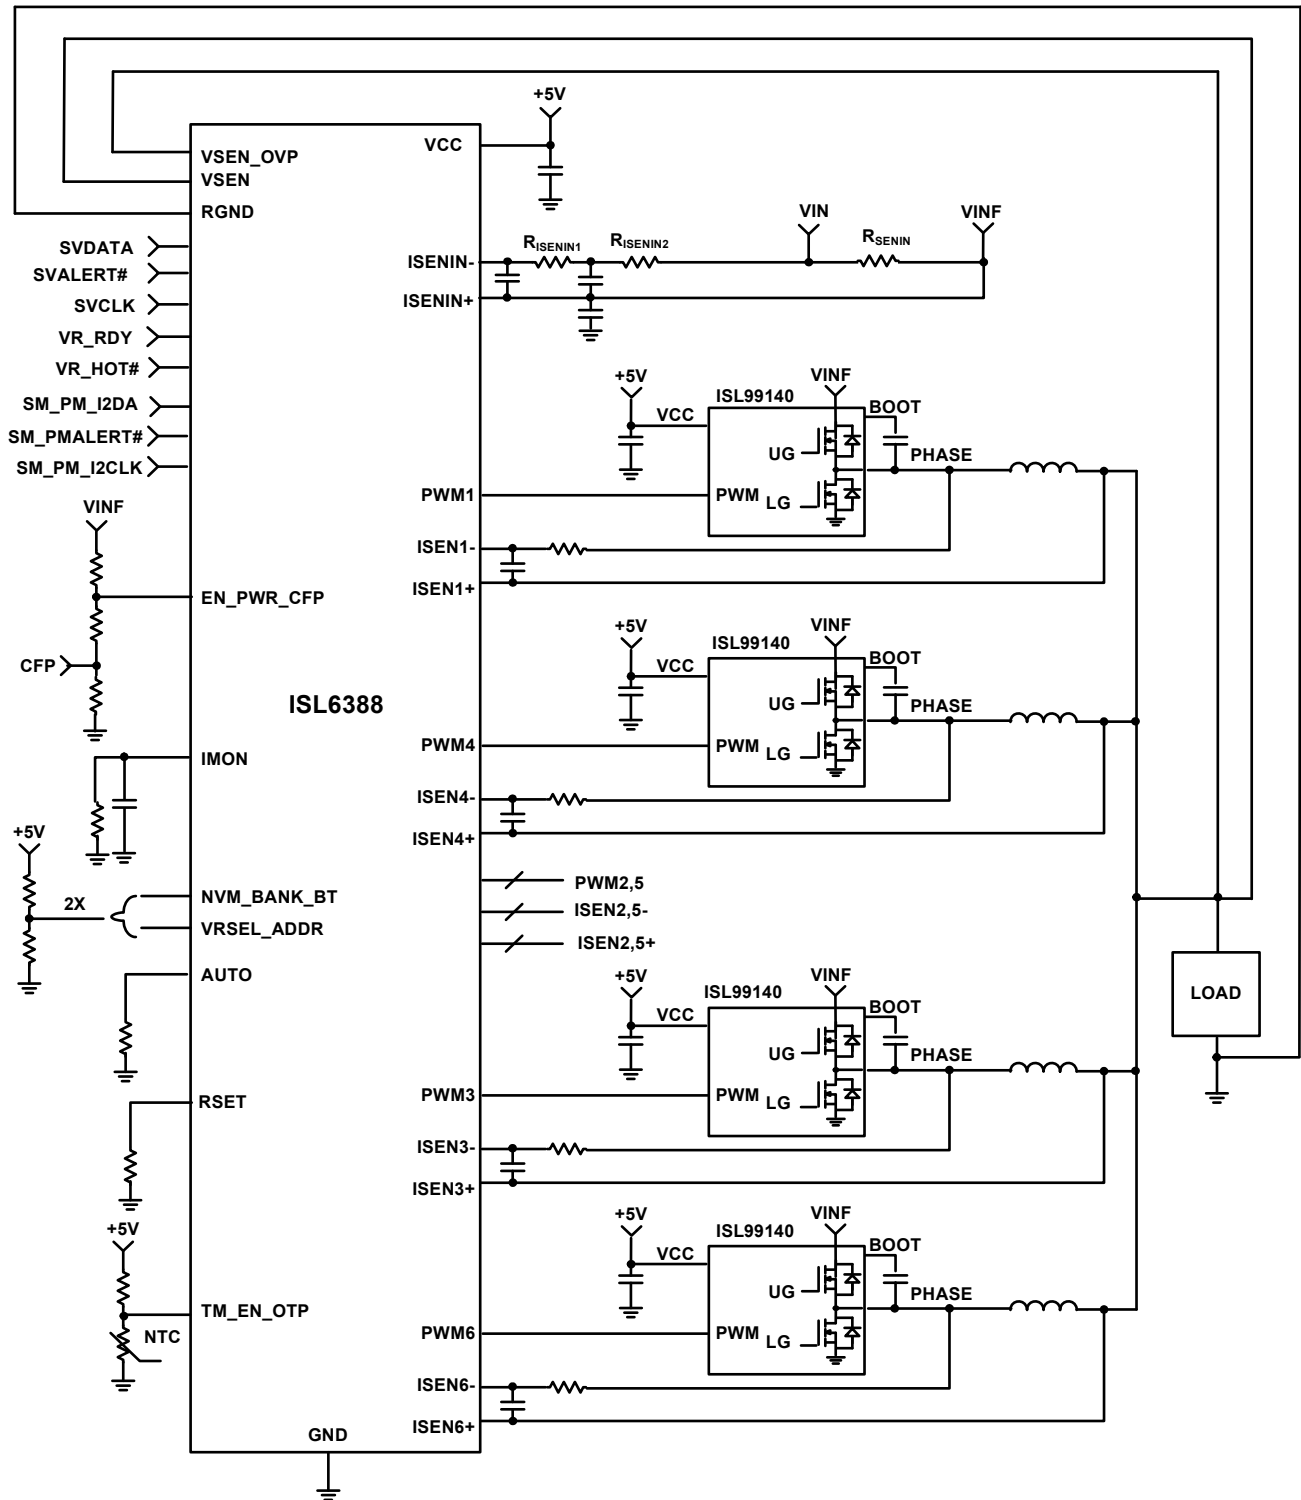 +5V
VCC
VSEN_OVP
VSEN
RGND
VIN
VINF
RISENIN1
RISENIN2
RSENIN
ISENIN-
ISENIN+
SVDATA
SVALERT#
SVCLK
VR_RDY
VR_HOT#
SM_PM_I2DA
SM_PMALERT#
SM_PM_I2CLK
+5V
VCC
ISL99140
VINF
BOOT
UG
PHASE
PWM1
PWM
LG
ISEN1-
ISEN1+
VINF
EN_PWR_CFP
CFP
ISL6388
+5V
VCC
ISL99140
VINF
BOOT
UG
PHASE
PWM4
PWM
LG
ISEN4-
ISEN4+
IMON
+5V
2X
NVM_BANK_BT
VRSEL_ADDR
PWM2,5
ISEN2,5-
ISEN2,5+
AUTO
LOAD
+5V
VCC
ISL99140
VINF
BOOT
UG
PHASE
PWM3
PWM
LG
ISEN3-
ISEN3+
RSET
+5V
TM_EN_OTP
NTC
+5V
VCC
ISL99140
VINF
BOOT
UG
PHASE
PWM6
PWM
LG
ISEN6-
ISEN6+
GND